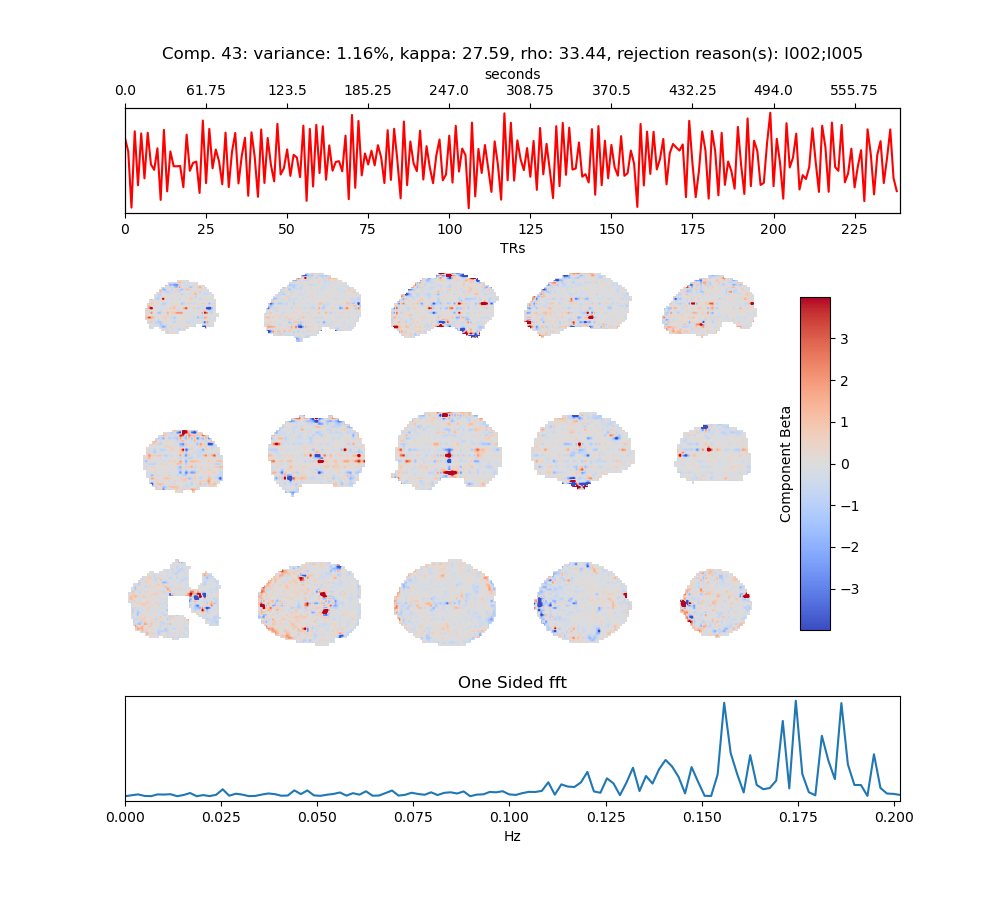 Comp. 43: variance: 1.16%, kappa: 27.59, rho: 33.44, rejection reason(s): I002;I005
seconds
0.0 61.75 123.5 185.25 247.0 308.75 370.5 432.25 494.0 555.75
0 25 50 75 100 125 150 175 200 225
TRs
3
2
1
0
−1
−2
−3
Component Beta
One Sided fft
0.000 0.025 0.050 0.075 0.100 0.125 0.150 0.175 0.200
Hz